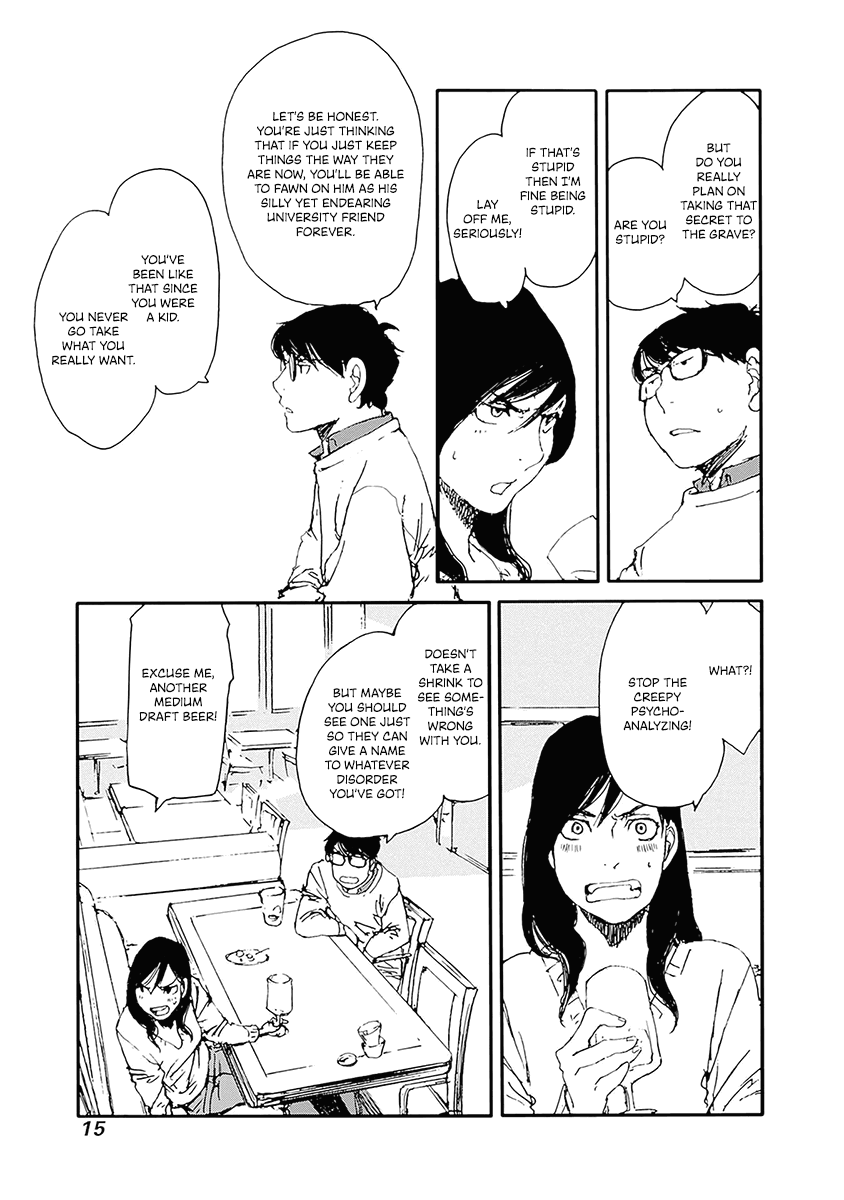 BUT
DO YOU
REALLY
PLAN ON
TAKING THAT
SECRET TO
THE GRAVE?
ARE YOU
STUPID?
IF THAT'S
STUPID
THEN I'M
FINE BEING
STUPID.
LAY
OFF ME,
SERIOUSLY!
LET'S BE HONEST.
YOU'RE JUST THINKING
THAT IF YOU JUST KEEP
THINGS THE WAY THEY
ARE NOW, YOU'LL BE ABLE
TO FAWN ON HIM AS HIS
SILLY YET ENDEARING
UNIVERSITY FRIEND
FOREVER.
YOU'VE
BEEN LIKE
THAT SINCE
YOU WERE
A KID.
YOU NEVER
GO TAKE
WHAT YOU
REALLY WANT.
WHAT?!
STOP THE
CREEPY
PSYCHO-
ANALYZING!
DOESN'T
TAKE A
SHRINK TO
SEE SOME-
THING'S
WRONG
WITH YOU.
BUT MAYBE
YOU SHOULD
SEE ONE JUST
SO THEY CAN
GIVE A NAME
TO WHATEVER
DISORDER
YOU'VE GOT!
EXCUSE ME,
ANOTHER
MEDIUM
DRAFT BEER!
15